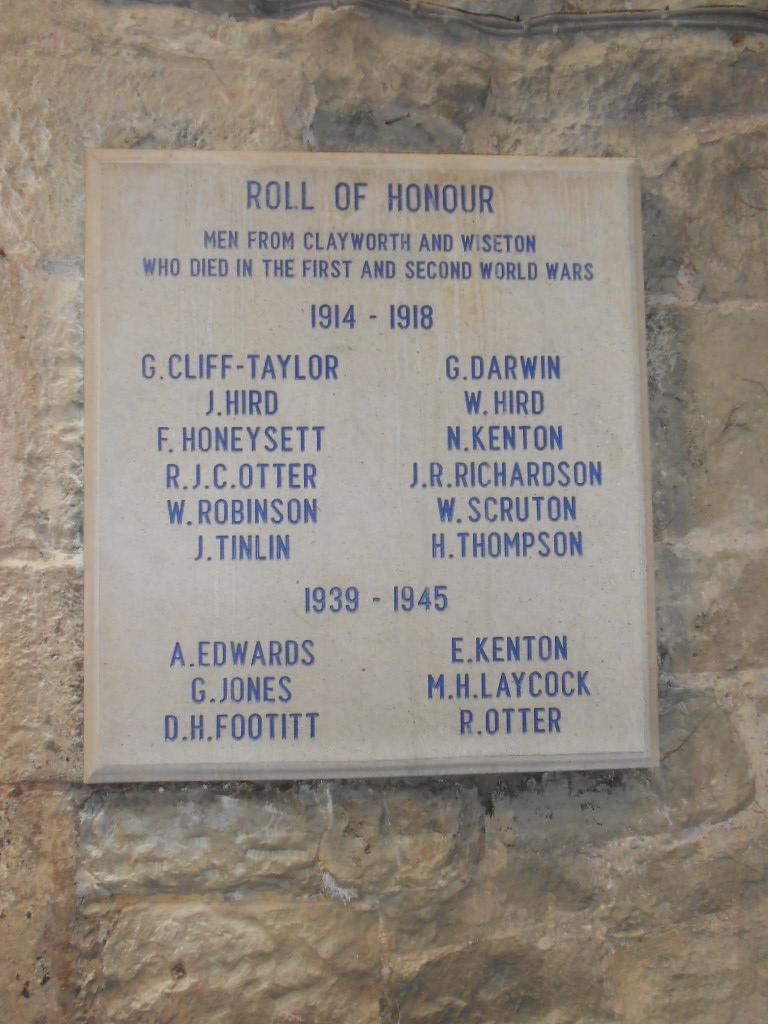 ROLL OF HONOUR
MEN FROM CLAYWORTH AND WISETON
WHO DIED IN THE FIRST AND SECOND WORLD WARS
1914 - 1918
G.CLIFF-TAYLOR G.DARWIN
J.HIRD W.HIRD
F.HONEYSETT N.KENTON
R.J.C.OTTER J.R.RICHARDSON
W.ROBINSON W.SCRUTON
J.TINLIN H.THOMPSON
1939 - 1945
A.EDWARDS E.KENTON
G.JONES M.H.LAYCOCK
D.H.FOOTITT R.OTTER